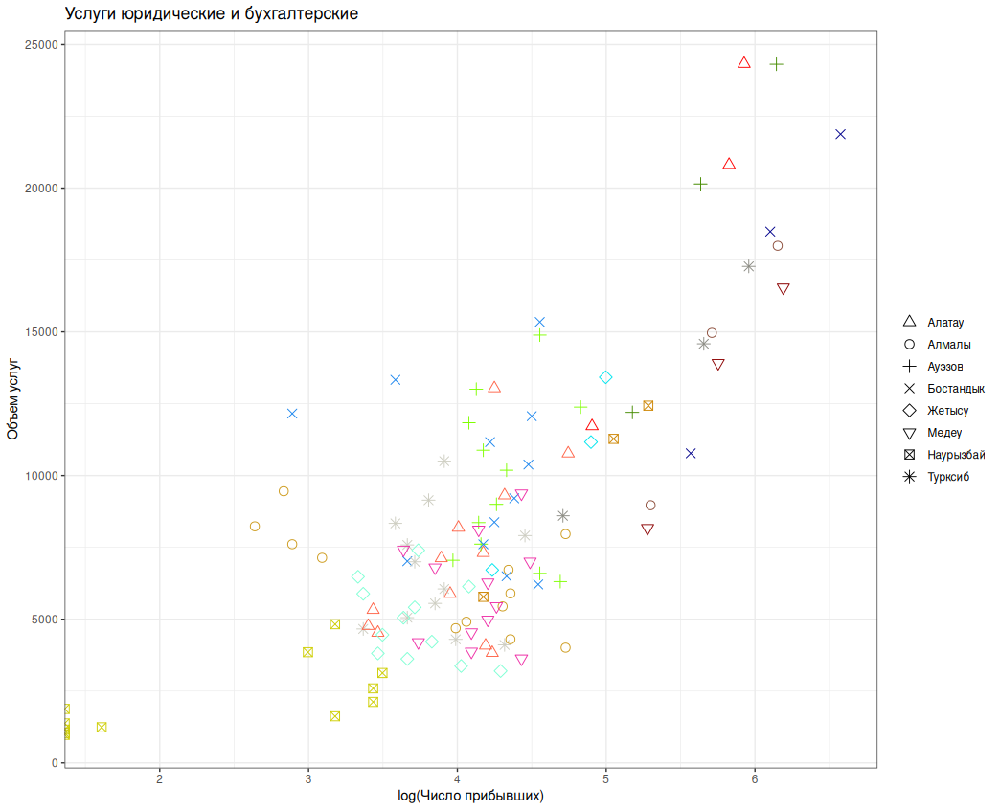 Услуги юридические и бухгалтерские
25000
20000
15000
10000
5000
0
Объем услуг
2 3 4 5 6
log(Число прибывших)
Алатау
Алмалы
Ауэзов
Бостандык
Жетысу
Медеу
Наурызбай
Турксиб